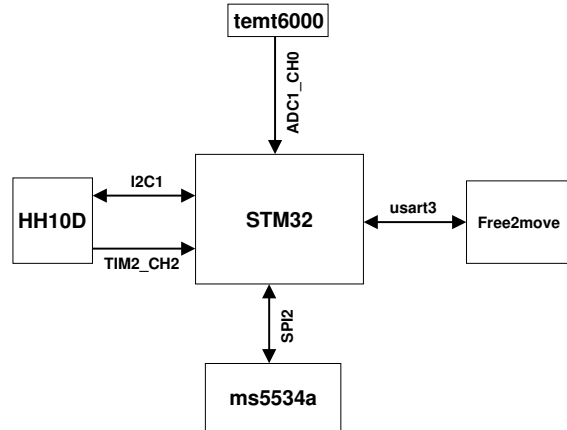 temt6000
ADC1_CH0
I2C1
HH10D
STM32
usart3
Free2move
TIM2_CH2
SPI2
ms5534a